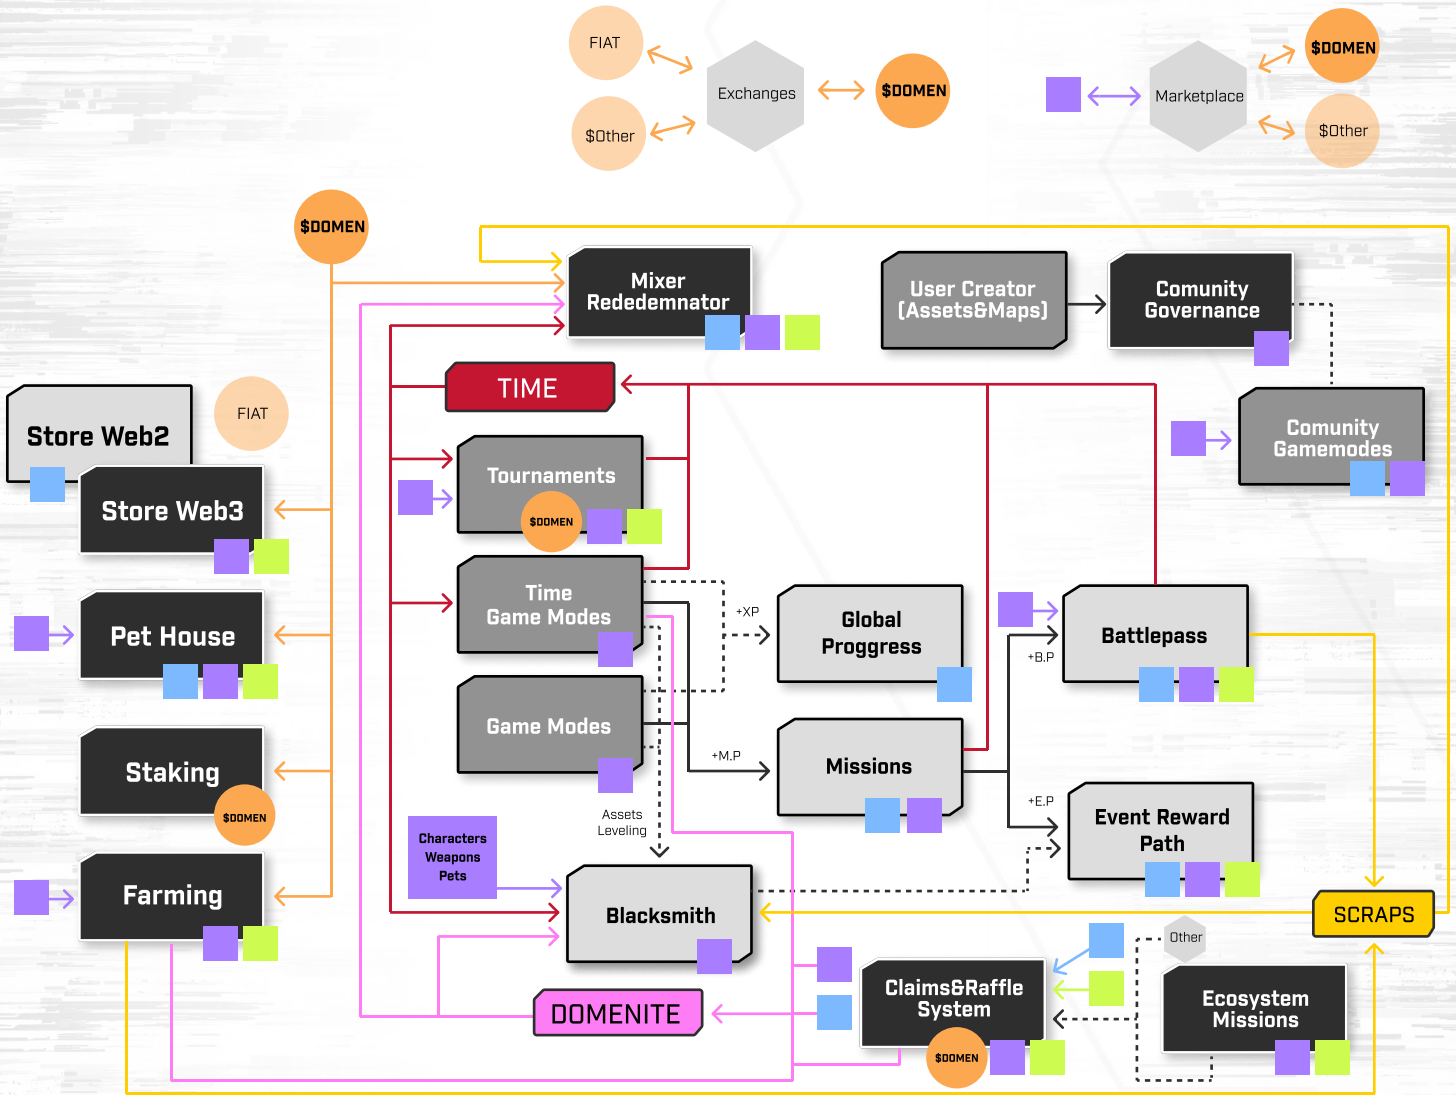 FIAT
$Other
Exchanges
$DOMEN
Marketplace
$DOMEN
$Other
$DOMEN
Mixer
Rededemnator
User Creator
(Assets&Maps)
Comunity
Governance
TIME
FIAT
Store Web2
Store Web3
Comunity
Gamemodes
Tournaments
$DOMEN
Time
Game Modes
+XP
Global
Proggress
Battlepass
+B.P
Pet House
Game Modes
+M.P
Missions
Staking
$DOMEN
+E.P
Event Reward
Path
Assets
Leveling
Characters
Weapons
Pets
Farming
Blacksmith
SCRAPS
Other
Claims&Raffle
System
$DOMEN
Ecosystem
Missions
DOMENITE